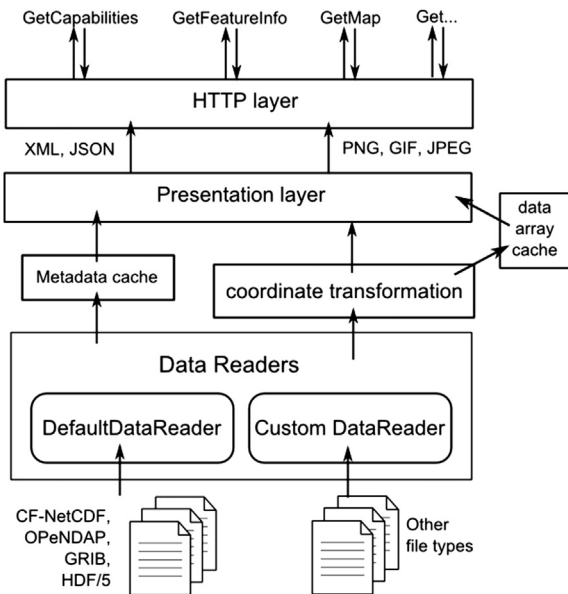 GetCapabilities GetFeatureInfo GetMap Get...
HTTP layer
XML, JSON PNG, GIF, JPEG
Presentation layer
data
array
cache
Metadata cache
coordinate transformation
Data Readers
DefaultDataReader
Custom DataReader
CF-NetCDF,
OPeNDAP,
GRIB,
HDF/5
Other
file types